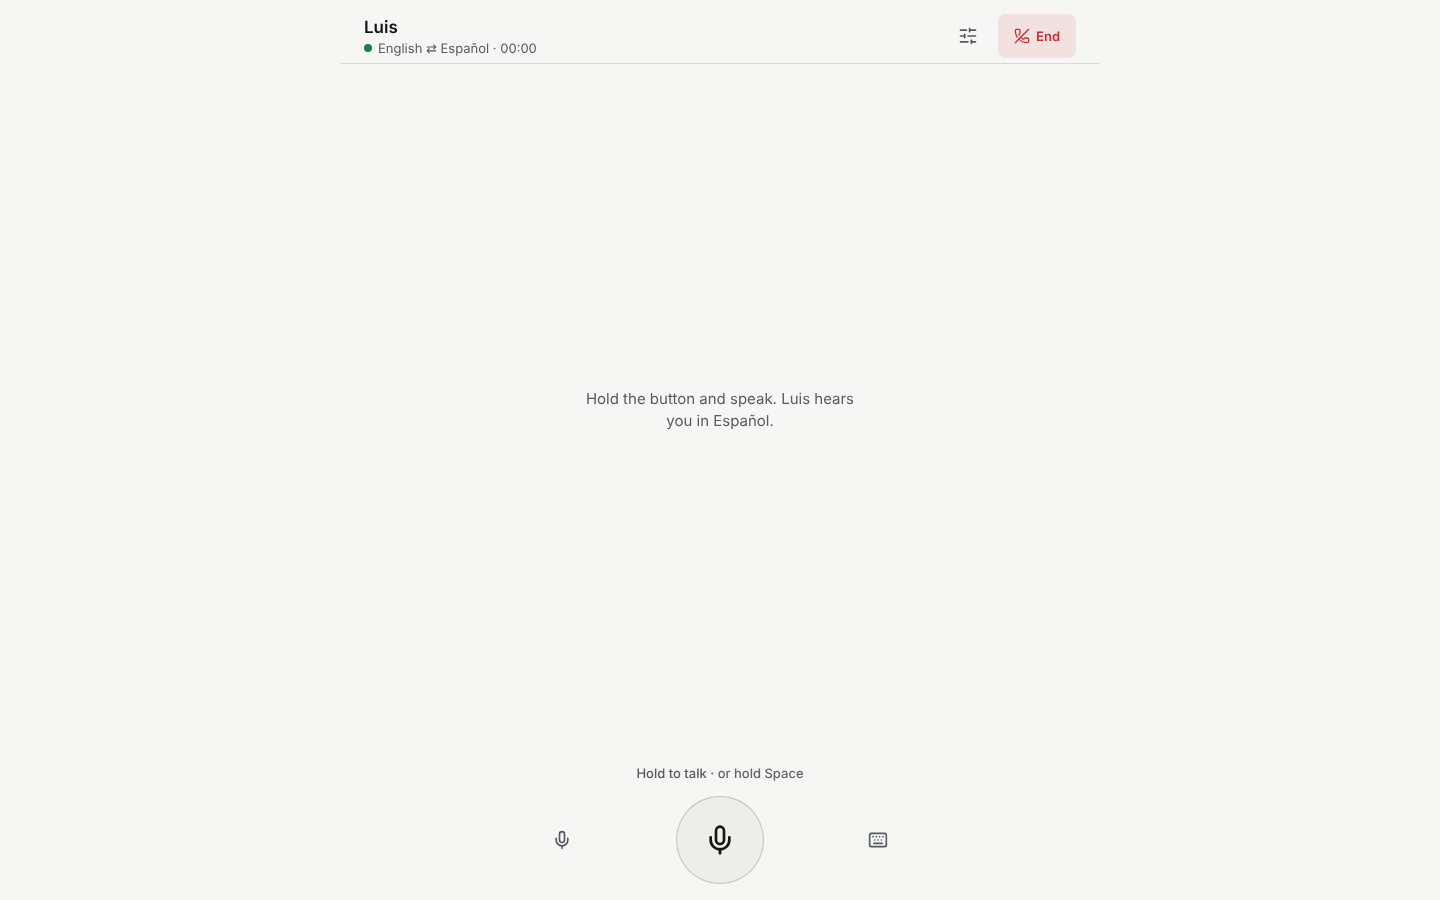 Luis
English ⇄ Español · 00:00
End
Hold the button and speak. Luis hears
you in Español.
Hold to talk · or hold Space